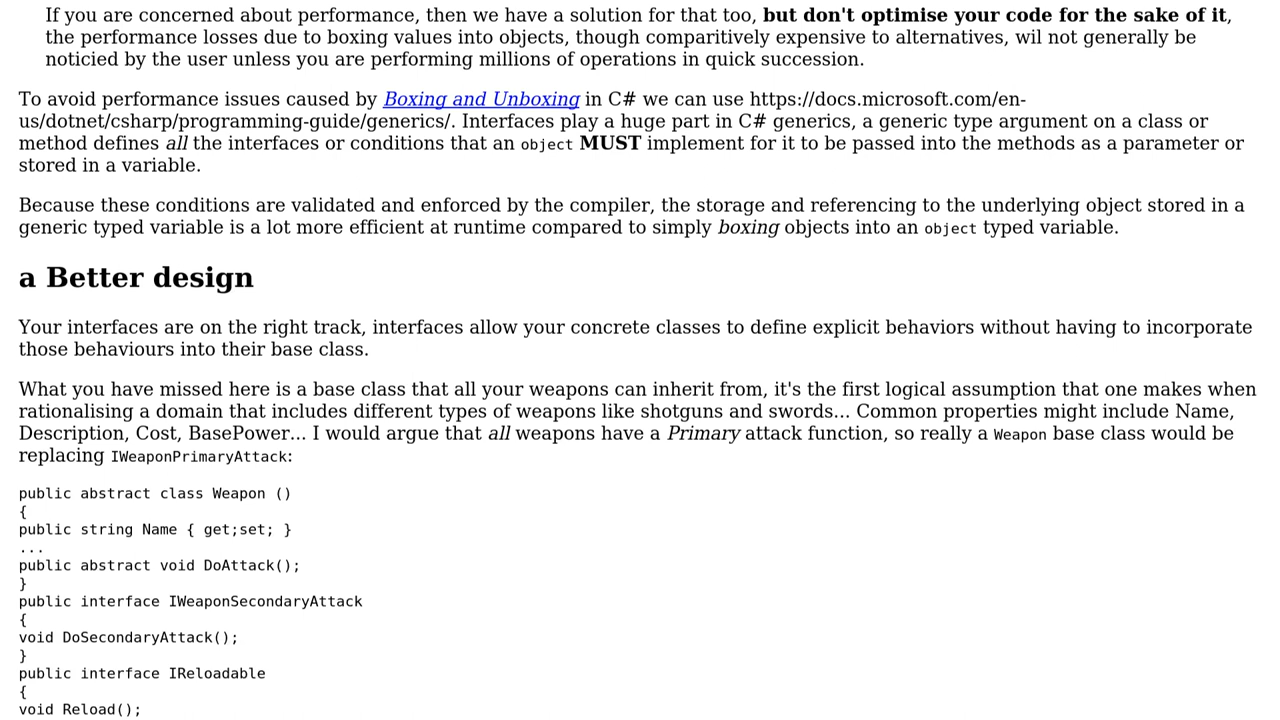 If you are concerned about performance, then we have a solution for that too, but don't optimise your code for the sake of it,
the performance losses due to boxing values into objects, though comparitively expensive to alternatives, wil not generally be
noticied by the user unless you are performing millions of operations in quick succession.
To avoid performance issues caused by Boxing and Unboxing in C# we can use https://docs.microsoft.com/en-
us/dotnet/csharp/programming-guide/generics/. Interfaces play a huge part in C# generics, a generic type argument on a class or
method defines all the interfaces or conditions that an object MUST implement for it to be passed into the methods as a parameter or
stored in a variable.
Because these conditions are validated and enforced by the compiler, the storage and referencing to the underlying object stored in a
generic typed variable is a lot more efficient at runtime compared to simply boxing objects into an object typed variable.
a Better design
Your interfaces are on the right track, interfaces allow your concrete classes to define explicit behaviors without having to incorporate
those behaviours into their base class.
What you have missed here is a base class that all your weapons can inherit from, it's the first logical assumption that one makes when
rationalising a domain that includes different types of weapons like shotguns and swords... Common properties might include Name,
Description, Cost, BasePower... I would argue that all weapons have a Primary attack function, so really a Weapon base class would be
replacing IWeaponPrimaryAttack:
public abstract class Weapon ()
{
public string Name { get;set; }
...
public abstract void DoAttack();
}
public interface IWeaponSecondaryAttack
{
void DoSecondaryAttack();
}
public interface IReloadable
{
void Reload();